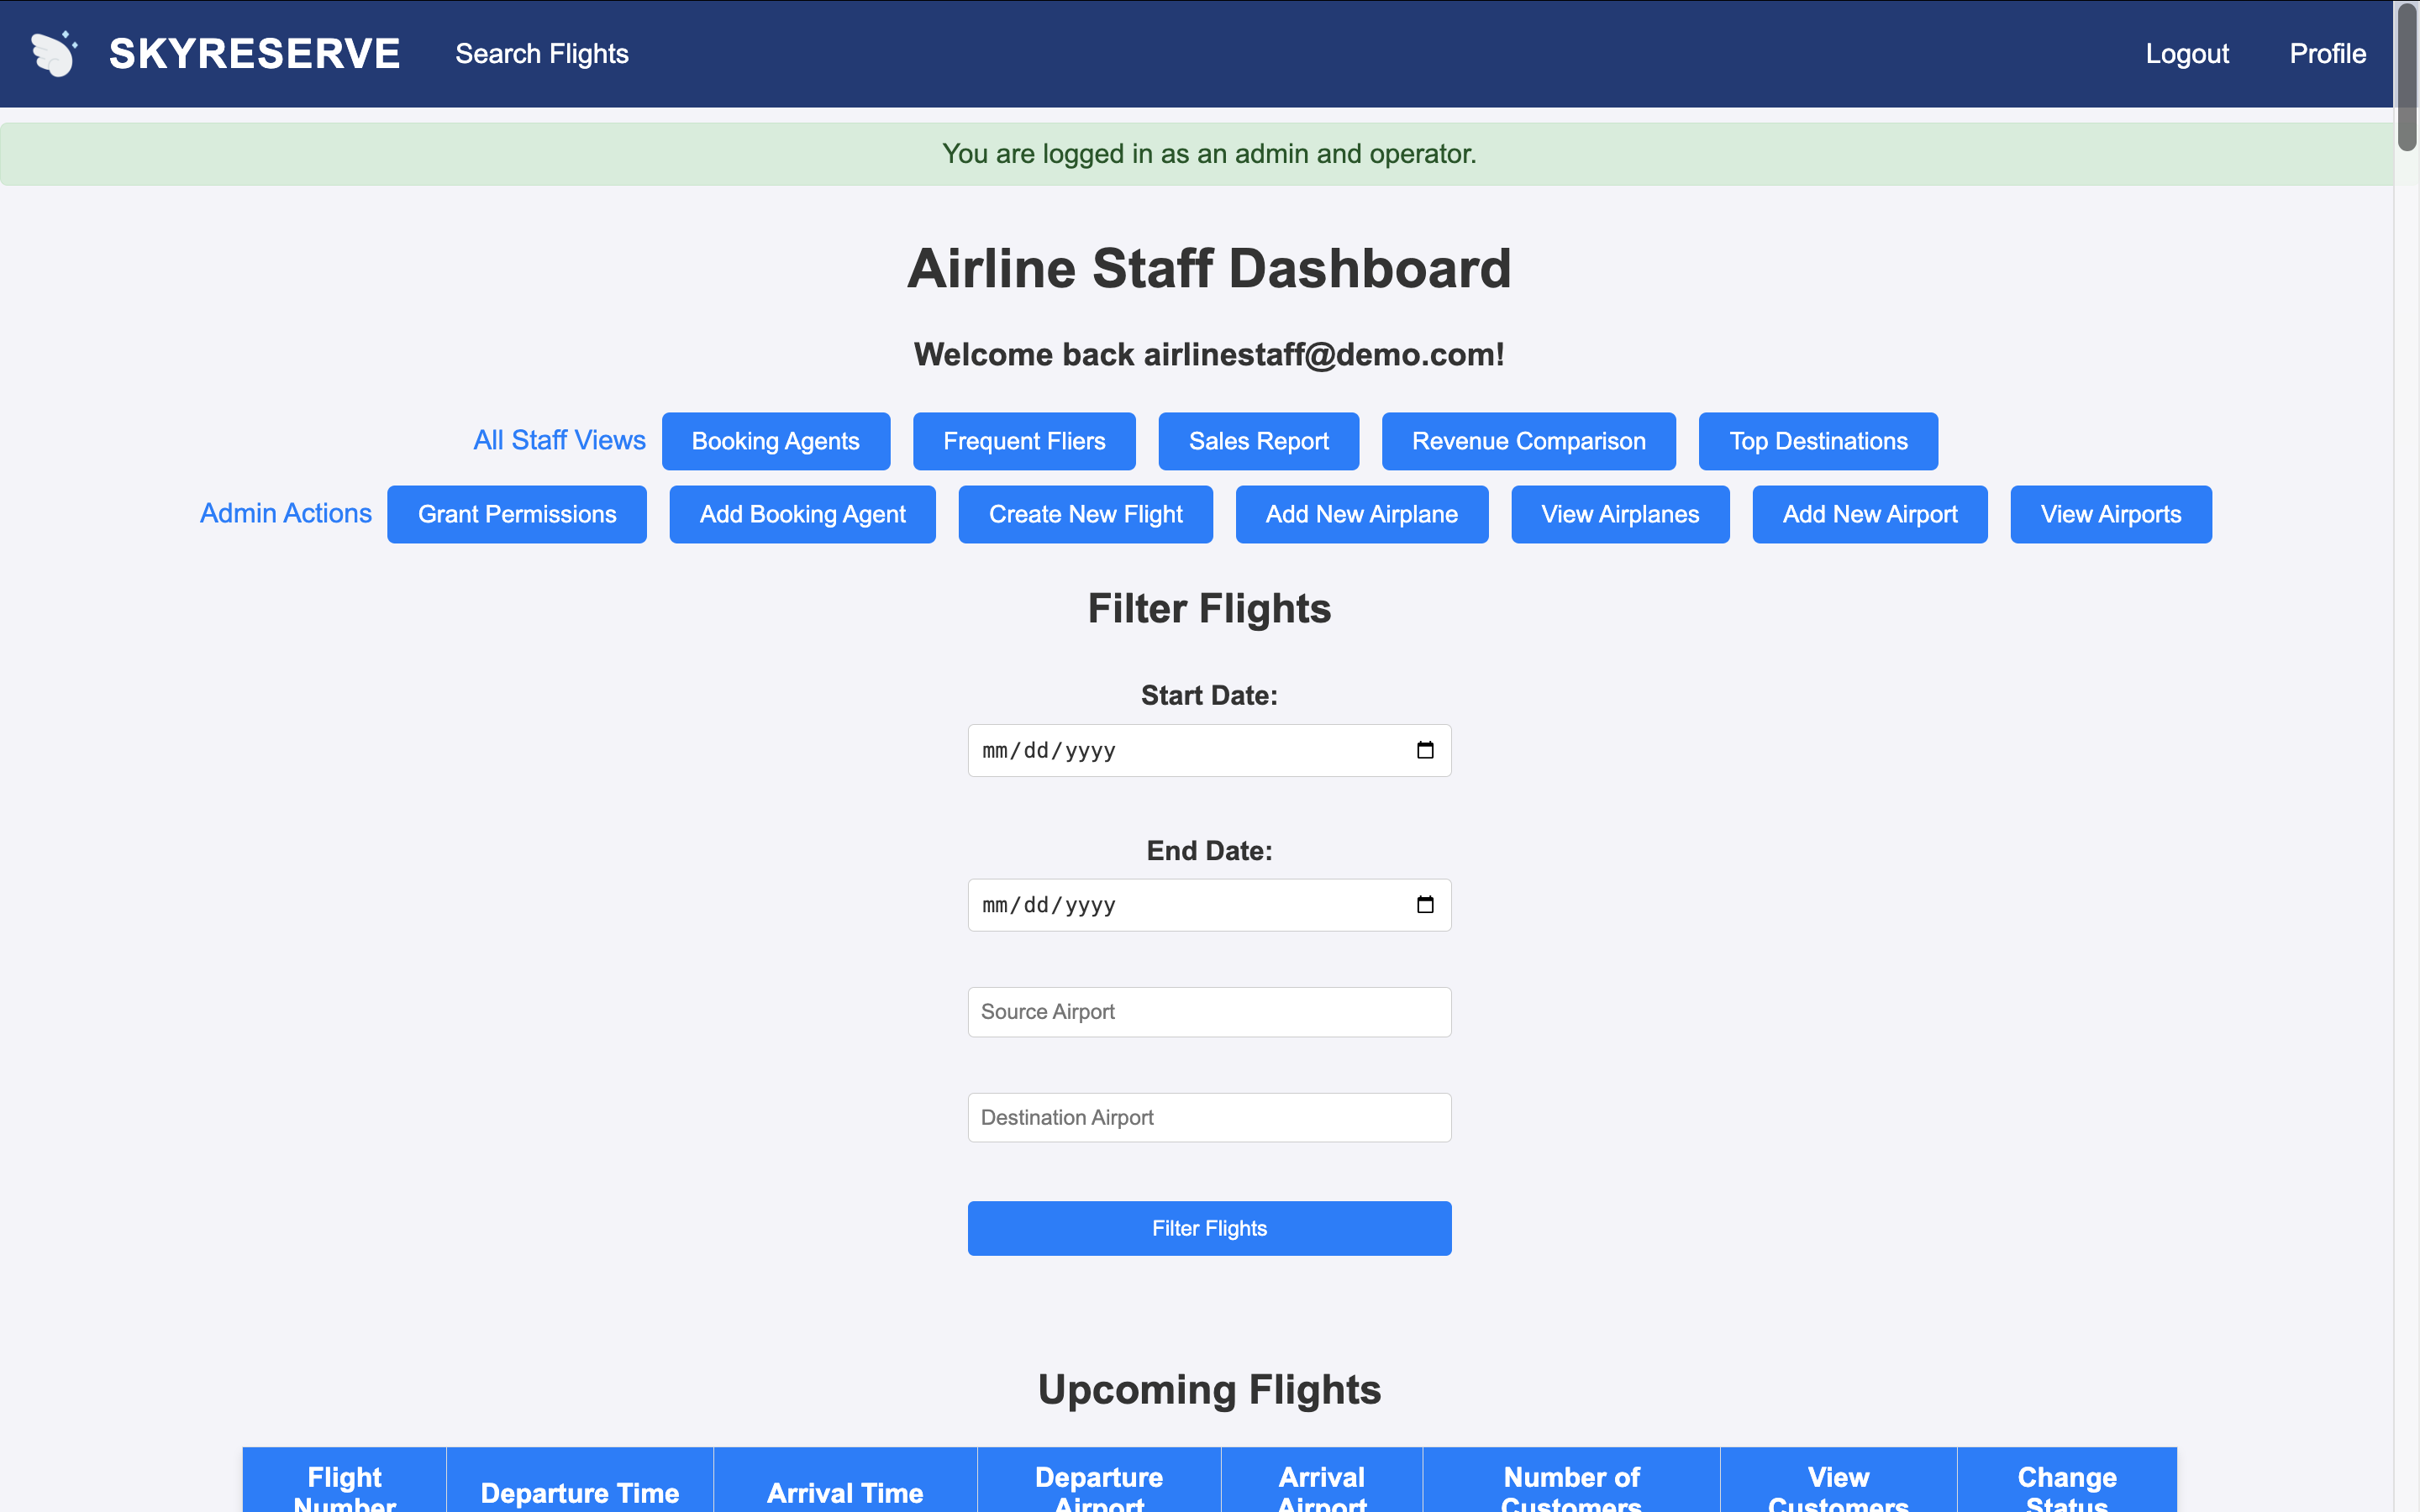 SKYRESERVE Search Flights Logout Profile
You are logged in as an admin and operator.
Airline Staff Dashboard
Welcome back airlinestaff@demo.com!
All Staff Views Booking Agents Frequent Fliers Sales Report Revenue Comparison Top Destinations
Admin Actions Grant Permissions Add Booking Agent Create New Flight Add New Airplane View Airplanes Add New Airport View Airports
Filter Flights
Start Date:
mm/dd/yyyy
End Date:
mm/dd/yyyy
Source Airport
Destination Airport
Filter Flights
Upcoming Flights
Flight Number Departure Time Arrival Time Departure Airport Arrival Airport Number of Customers View Customers Change Status